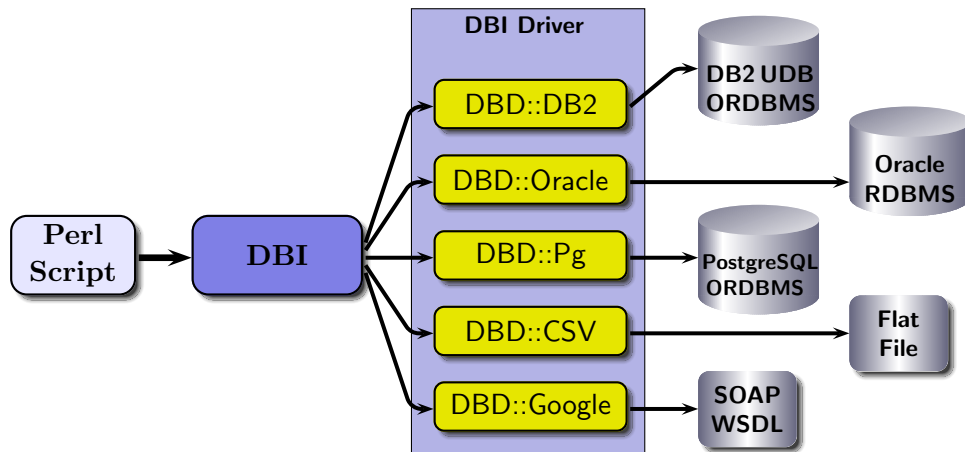 DBI Driver
DB2 UDB
ORDBMS
DBD::DB2
Oracle
RDBMS
DBD::Oracle
Perl
Script
DBI
DBD::Pg
PostgreSQL
ORDBMS
DBD::CSV
Flat
File
DBD::Google
SOAP
WSDL